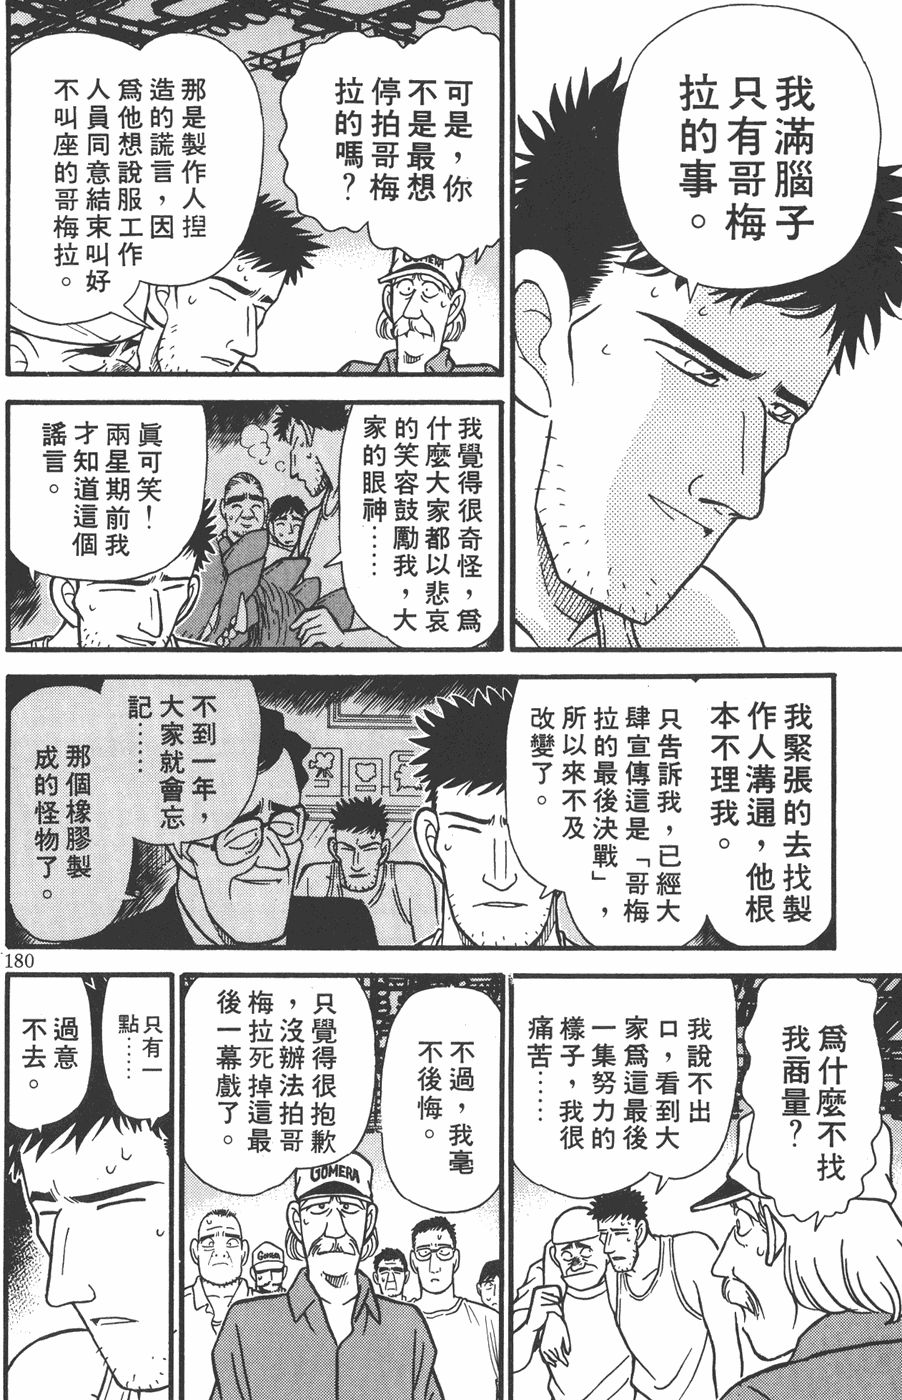 我滿腦子
只有哥梅
拉的事。
可是，你
不是最想
停拍哥梅
拉的嗎？
GOMERA
那是製作人捏
造的謊言，因
為他想說服工作
人員同意結束叫好
不叫座的哥梅拉。
我覺得很奇怪，為
什麼大家都以悲哀
的笑容鼓勵我，大
家的眼神……
真可笑！
兩星期前我
才知道這個
謠言。
我緊張的去找製
作人溝通，他根
本不理我。
只告訴我，已經大
肆宣傳這是「哥梅
拉的最後決戰」，
所以來不及
改變了。
不到一年，
大家就會忘
記……
那個橡膠製
成的怪物了。
180
為什麼不找
我商量？
我說不出
口，看到大
家為這最後
一集努力的
樣子，我很
痛苦……
不過，我毫
不後悔。
只覺得很抱歉
，沒辦法拍哥
梅拉死掉這最
後一幕戲了。
GOMERA
GOMERA
只有一
點……
過意
不去。